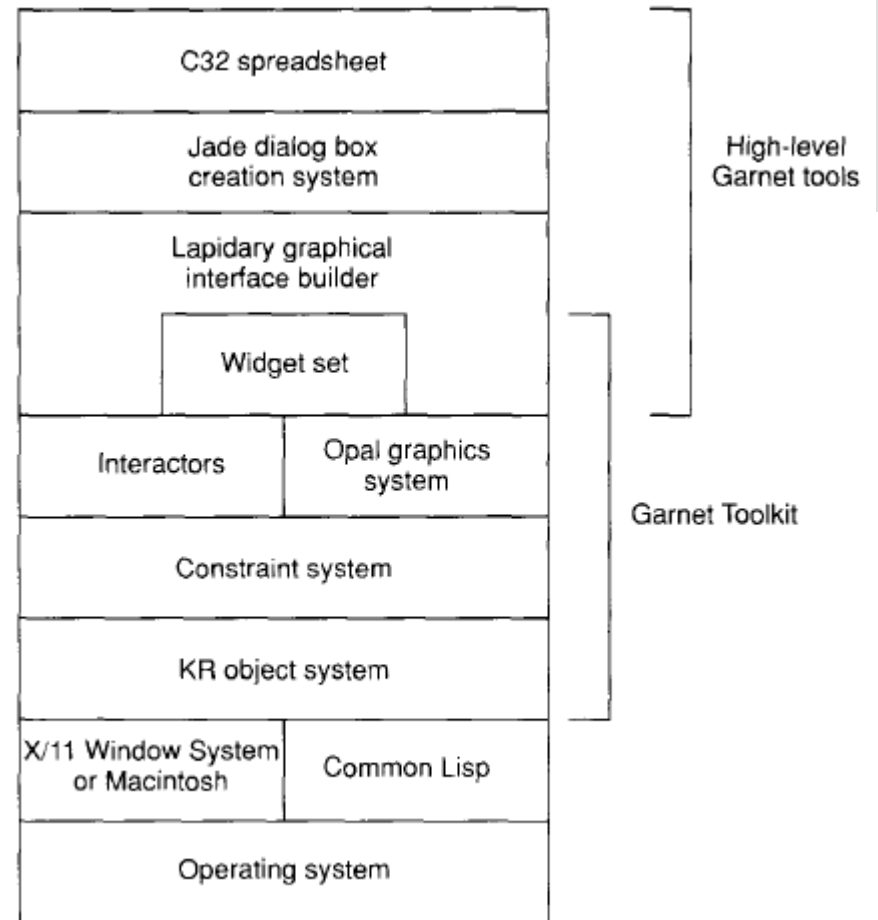 C32 spreadsheet
Jade dialog box
creation system
High-level
Garnet tools
Lapidary graphical
interface builder
Widget set
Interactors
Opal graphics
system
Garnet Toolkit
Constraint system
KR object system
X/11 Window System
or Macintosh
Common Lisp
Operating system